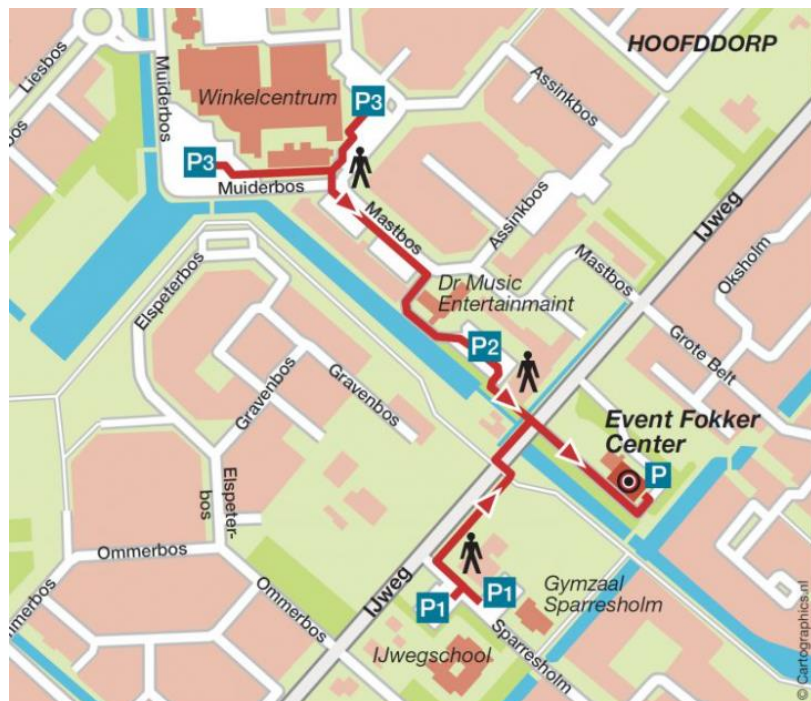 HOOFDDORP
Liesbos
Muiderbos
Winkelcentrum
P3
Assinkbos
P3
Muiderbos
Mastbos
Assinkbos
IJweg
Elspeterbos
Dr Music
Entertainmaint
Mastbos
Oksholm
P2
Grote Belt
Gravenbos
Gravenbos
Event Fokker
Center
P
Elspeter-
bos
Ommerbos
Ommerbos
IJweg
P1
P1
Gymzaal
Sparresholm
IJwegschool
Sparresholm
© Cartographics.nl